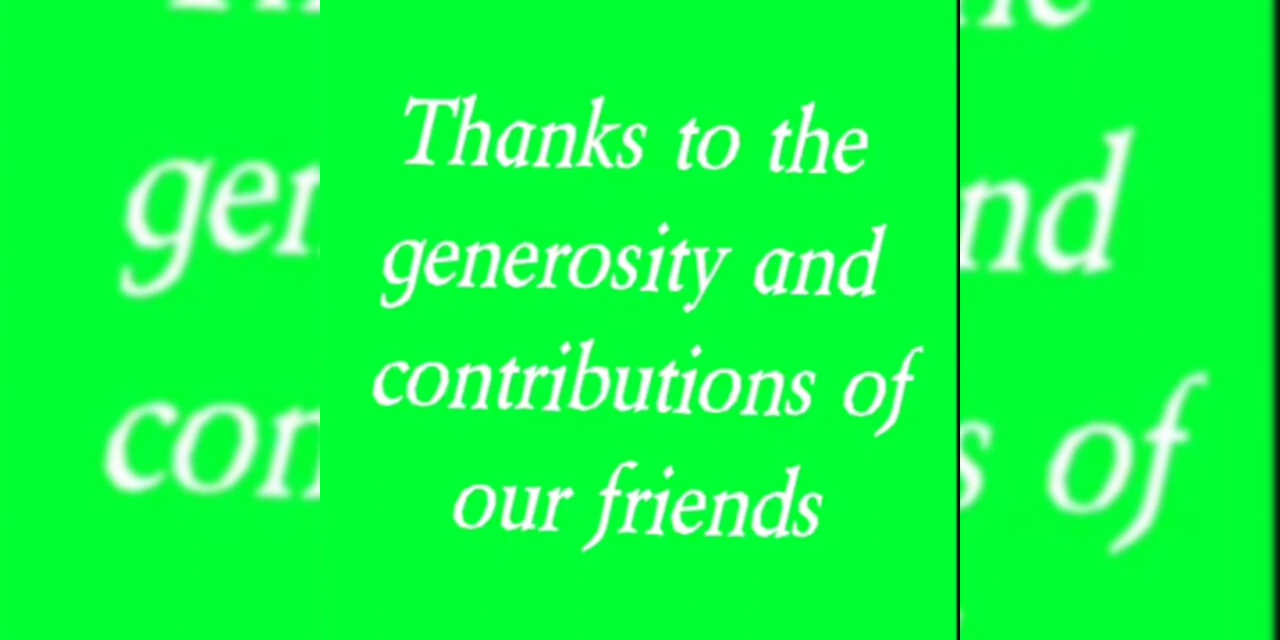 Thanks to the
generosity and
contributions of
our friends